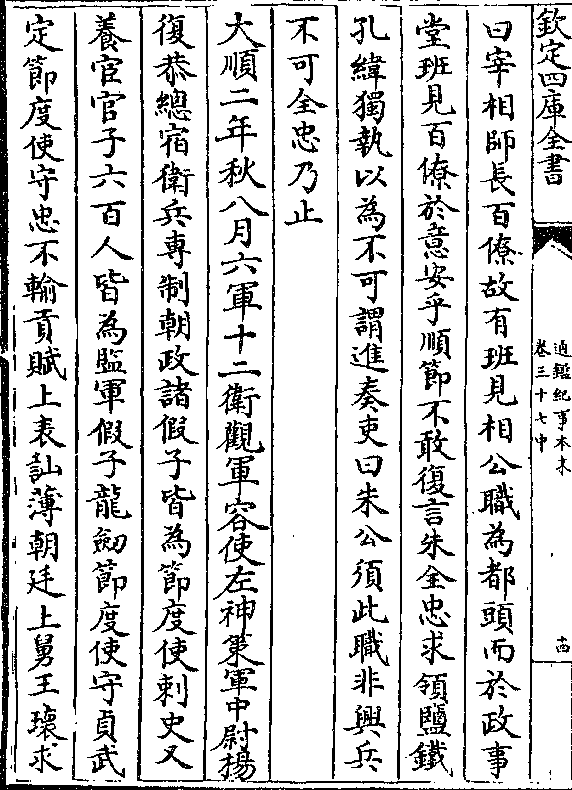 欽定四庫全書
通鑑紀事本末
卷三十七中
十四
曰宰相師長百僚故有班見相公職為都頭而於政事
堂班見百僚於意安乎順節不敢復言朱全忠求領鹽鐵
孔緯獨執以為不可謂進奏吏曰朱公須此職非興兵
不可全忠乃止
大順二年秋八月六軍十二衛觀軍容使左神策軍中尉楊
復恭總宿衛兵專制朝政諸假子皆為節度使刺史又
養宦官子六百人皆為監軍假子龍劒節度使守貞武
定節度使守忠不輸貢賦上表訕薄朝廷上舅王瓌求